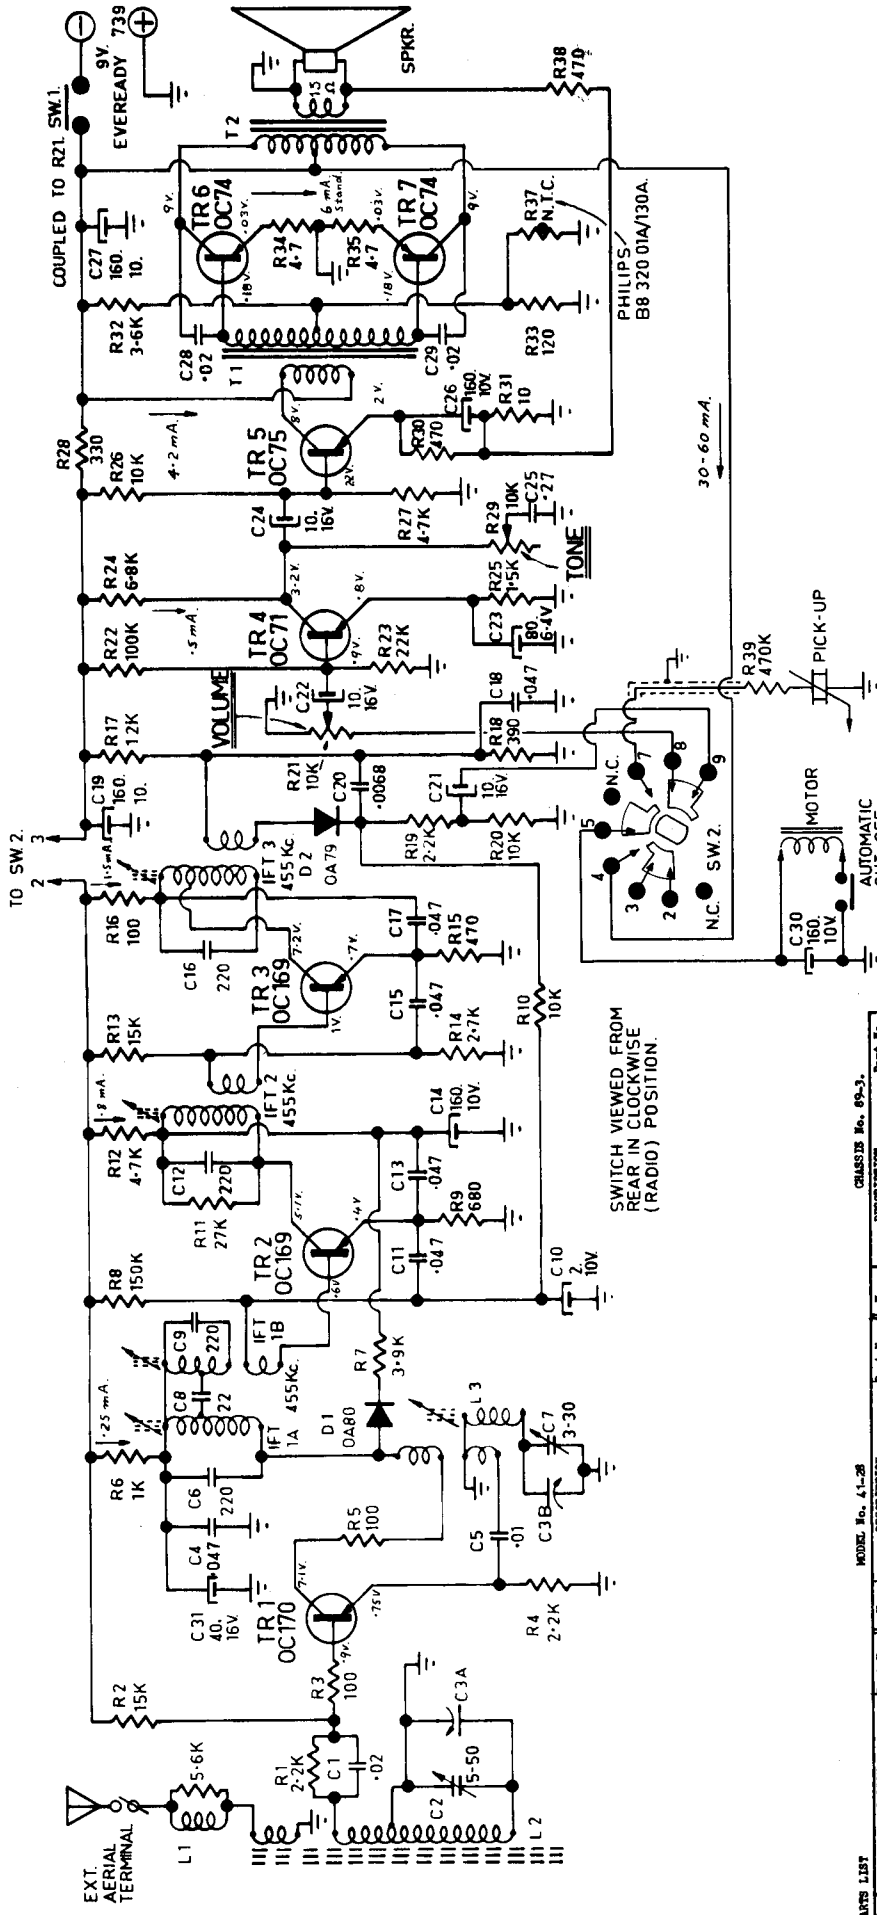 EXT.
AERIAL
TERMINAL
L1
5·6K
L2
R1
2·2K
C1
·02
C2
5-50
C3A
R2
15K
R3
100
·9V.
TR 1
OC170
7·1V.
·75V
R4
2·2K
R5
100
C5
·01
C31
40.
16V.
C4
·047
C6
220
R6
1K
·25 mA.
IFT
1A
C8
22
C9
220
455Kc.
IFT
1B
D1
OA80
R7
3·9K
L3
C3B
C7
3-30
R8
150K
TR 2
OC169
5·1V.
·6V
·4V
C11
·047
R9
680
C13
·047
C14
160.
10V.
C10
2.
10V.
R11
27K
C12
220
R12
4·7K
·8 mA.
IFT 2
455Kc.
R13
15K
TR 3
OC169
7·2V.
1V.
·7V.
C15
·047
R14
2·7K
C17
·047
R15
470
R10
10K
C16
220
R16
100
1·5mA.
TO SW.2.
2
3
IFT 3
455 Kc.
D2
OA79
C19
160.
10.
R17
12K
C20
·0068
R19
2·2K
R20
10K
C21
10.
16V.
R18
390
C18
·047
VOLUME
R21
10K
C22
10.
16V.
R22
100K
R23
22K
TR 4
OC71
·9V.
·8V.
3·2V.
·5 mA.
R24
6·8K
C23
80.
6·4V
R25
1·5K
TONE
R29
10K
C25
·27
C24
10.
16V.
R26
10K
R27
4·7K
R28
330
4·2 mA.
TR 5
OC75
8V.
·22V.
2V.
R30
470
C26
160.
10V.
R31
10
T1
R32
3·6K
C28
·02
C29
·02
C27
160.
10.
TR 6
OC74
TR 7
OC74
9V.
·03V.
·18V.
R34
4·7
R35
4·7
6 mA.
Stand.
·03V.
·18V.
9V.
R33
120
R37
N.T.C.
PHILIPS
B8 320 01A/130A.
T2
15
Ω
SPKR.
R38
470
COUPLED TO R21. SW.1.
9V.
EVEREADY 739
30-60 mA.
SWITCH VIEWED FROM
REAR IN CLOCKWISE
(RADIO) POSITION.
2
3
4
5
N.C.
7
8
9
N.C.
SW.2.
R39
470K
PICK-UP
MOTOR
C30
160.
10V.
AUTOMATIC
PARTS LIST
MODEL No. 41-28
CHASSIS No. 89-3.